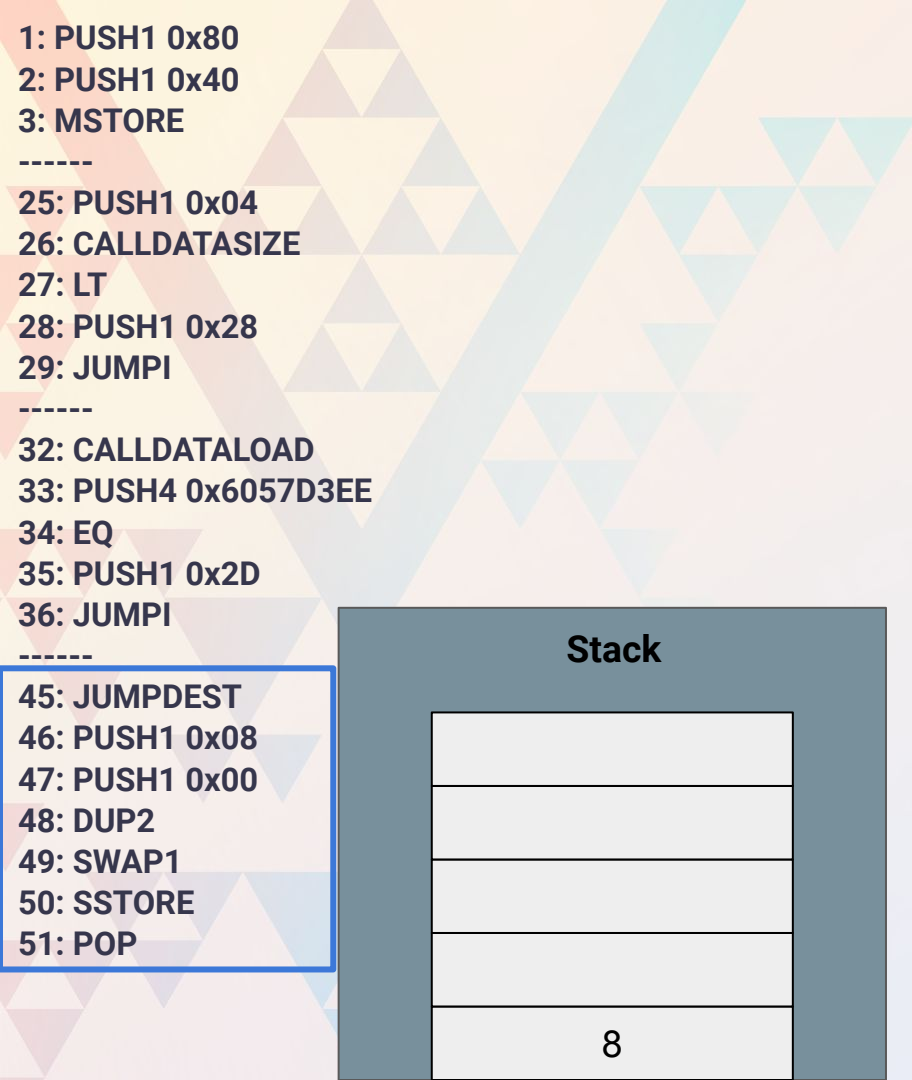 1: PUSH1 0x80
2: PUSH1 0x40
3: MSTORE
------
25: PUSH1 0x04
26: CALLDATASIZE
27: LT
28: PUSH1 0x28
29: JUMPI
------
32: CALLDATALOAD
33: PUSH4 0x6057D3EE
34: EQ
35: PUSH1 0x2D
36: JUMPI
------
45: JUMPDEST
46: PUSH1 0x08
47: PUSH1 0x00
48: DUP2
49: SWAP1
50: SSTORE
51: POP
Stack
8